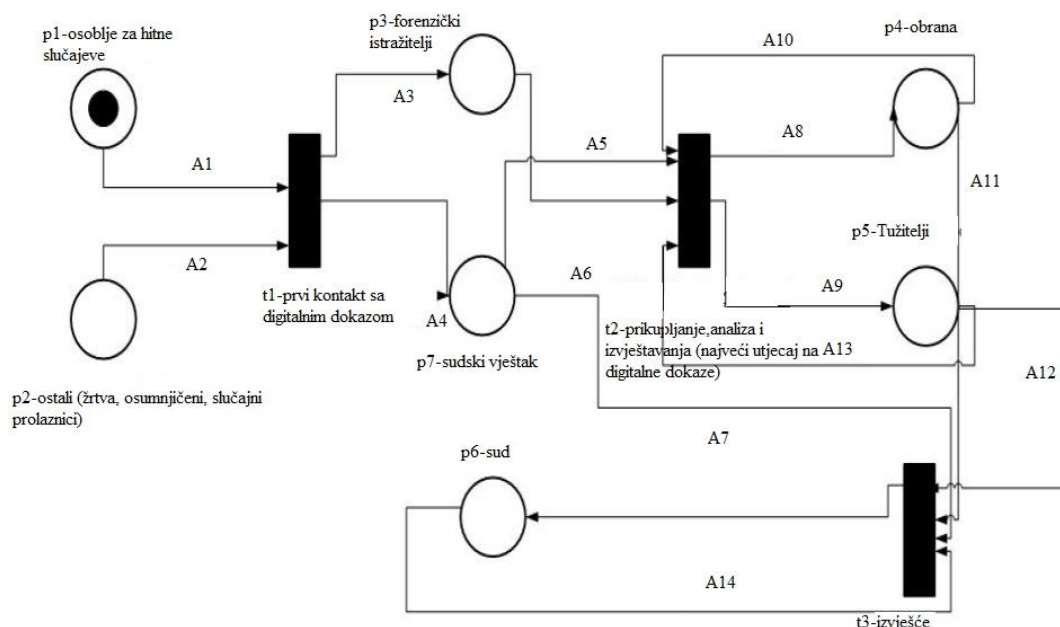 p1-osoblje za hitne
slučajeve
p3-forenzički
istražitelji
p4-obrana
A10
A3
A8
A5
A1
A11
p5-Tužitelji
A2
A6
A9
t1-prvi kontakt sa
digitalnim dokazom
A4
p7-sudski vještak
t2-prikupljanje,analiza i
izvještavanja (najveći utjecaj na
digitalne dokaze)
A13
A12
p2-ostali (žrtva, osumnjičeni, slučajni
prolaznici)
A7
p6-sud
A14
t3-izvješće